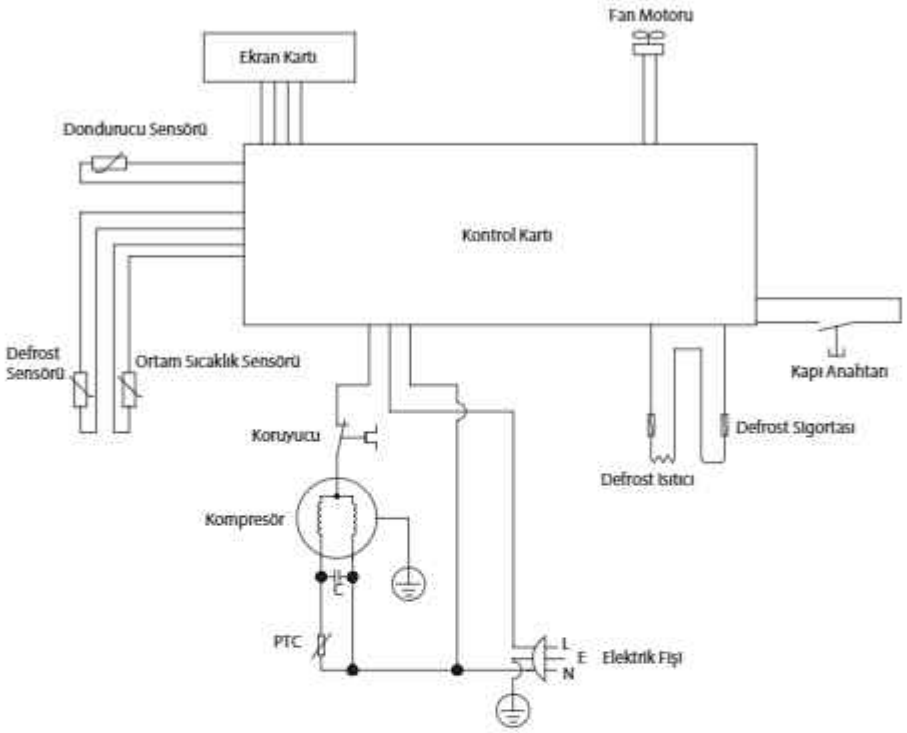 Fan Motoru
Ekran Kartı
Dondurucu Sensörü
Kontrol Kartı
Defrost
Sensörü
Ortam Sıcaklık Sensörü
Kapı Anahtarı
Koruyucu
Defrost Sigortası
Defrost Isıtıcı
Kompresör
C
PTC
L
E
N
Elektrik Fişi